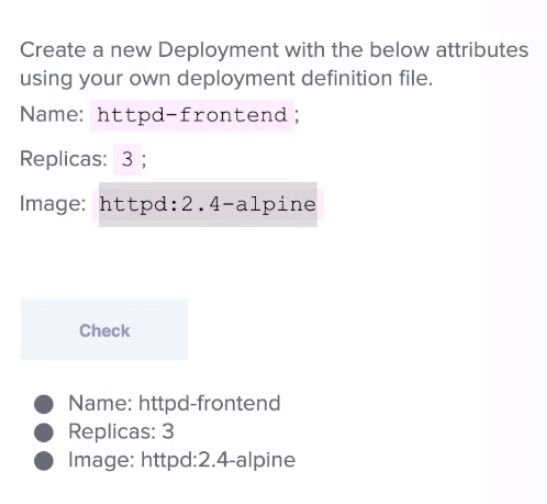 Create a new Deployment with the below attributes
using your own deployment definition file.
Name: httpd-frontend;
Replicas: 3;
Image: httpd:2.4-alpine
Check
Name: httpd-frontend
Replicas: 3
Image: httpd:2.4-alpine